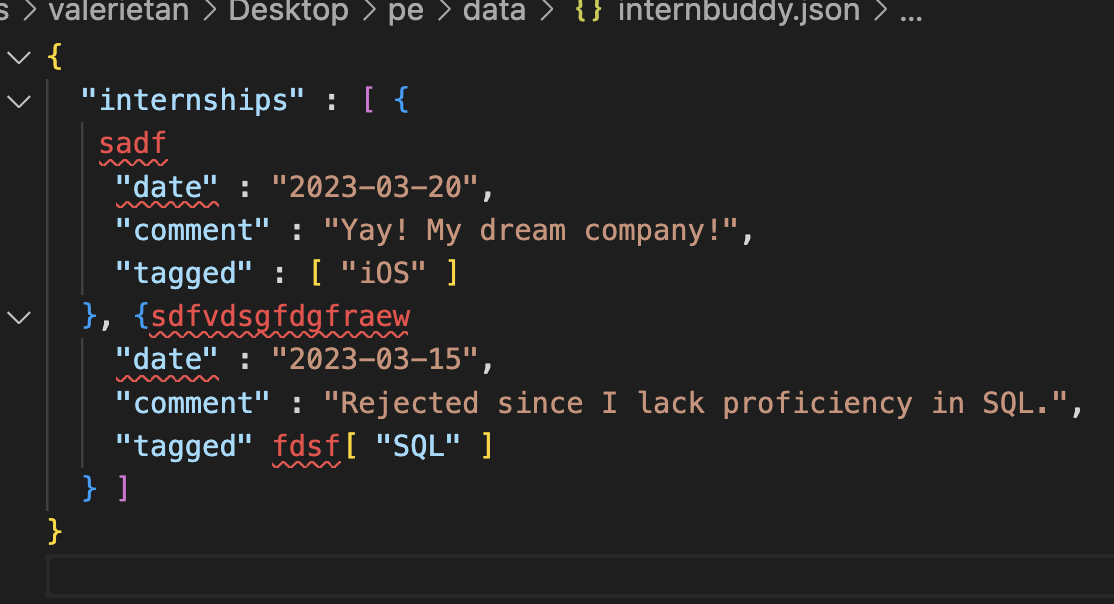 s > valerietan > Desktop > pe > data > {} internbuddy.json > ...
{
"internships" : [ {
sadf
"date" : "2023-03-20",
"comment" : "Yay! My dream company!",
"tagged" : [ "iOS" ]
}, {sdfvdsgfdgfraew
"date" : "2023-03-15",
"comment" : "Rejected since I lack proficiency in SQL.",
"tagged" fdsf[ "SQL" ]
} ]
}